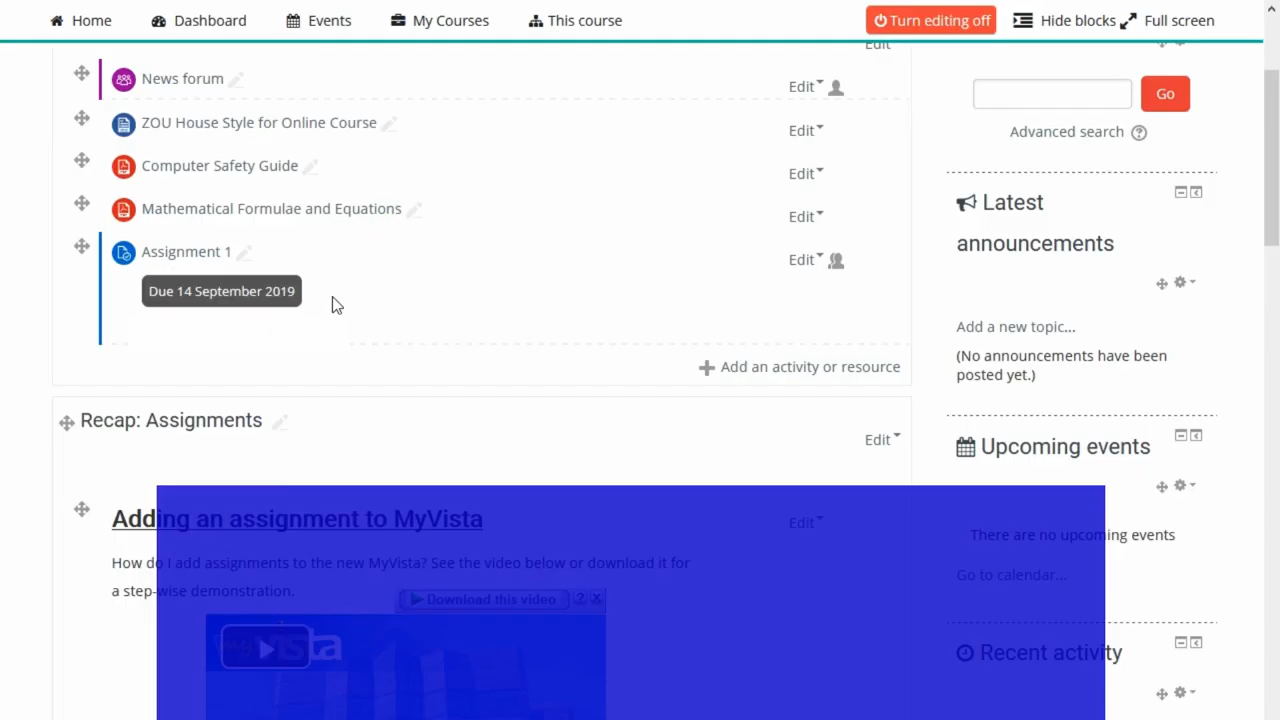 Home
Dashboard
Events
My Courses
This course
Turn editing off
Hide blocks
Full screen
Edit
News forum
Edit
ZOU House Style for Online Course
Edit
Computer Safety Guide
Edit
Mathematical Formulae and Equations
Edit
Assignment 1
Edit
Due 14 September 2019
Add an activity or resource
Recap: Assignments
Edit
Adding an assignment to MyVista
Edit
How do I add assignments to the new MyVista? See the video below or download it for
a step-wise demonstration.
Download this video
? X
my vista
Go
Advanced search ?
Latest
announcements
Add a new topic...
(No announcements have been
posted yet.)
Upcoming events
There are no upcoming events
Go to calendar...
Recent activity